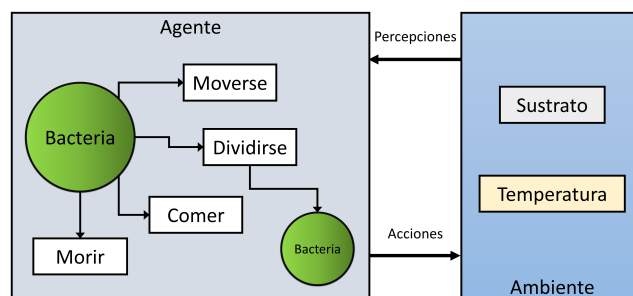 Agente
Percepciones
Moverse
Sustrato
Bacteria
Dividirse
Temperatura
Comer
Acciones
Bacteria
Morir
Ambiente